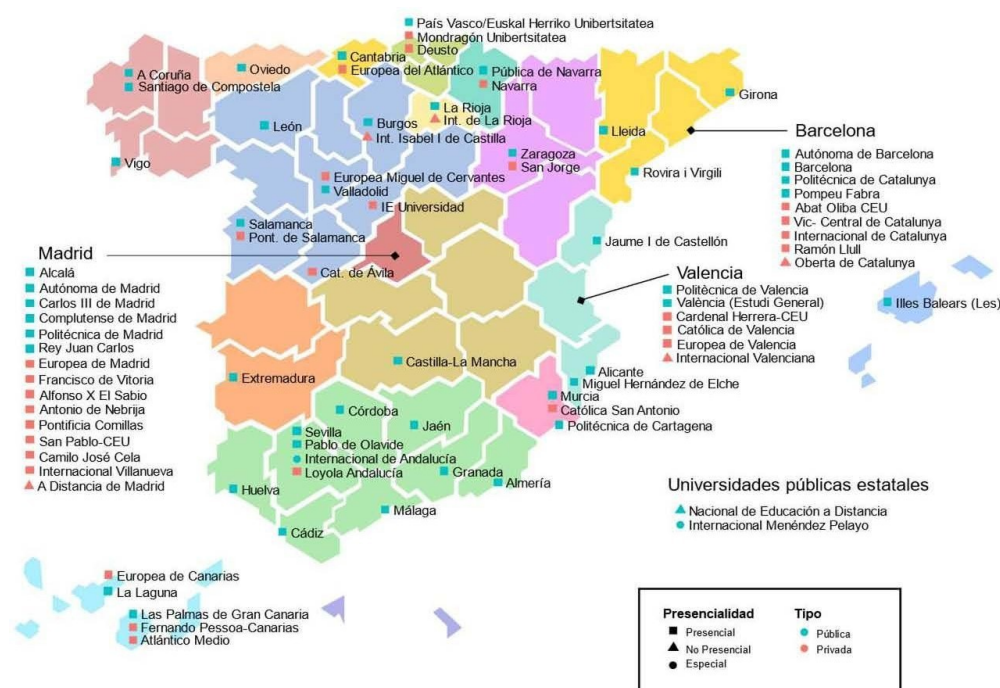 País Vasco/Euskal Herriko Unibertsitatea
Mondragón Unibertsitatea
Deusto
Cantabria
Europea del Atlántico
A Coruña
Santiago de Compostela
Oviedo
Pública de Navarra
Navarra
Girona
La Rioja
Int. de La Rioja
León
Burgos
Int. Isabel I de Castilla
Lleida
Vigo
Zaragoza
San Jorge
Rovira i Virgili
Europea Miguel de Cervantes
Valladolid
IE Universidad
Salamanca
Pont. de Salamanca
Cat. de Ávila
Jaume I de Castellón
Barcelona
Autónoma de Barcelona
Barcelona
Politécnica de Catalunya
Pompeu Fabra
Abat Oliba CEU
Vic- Central de Catalunya
Internacional de Catalunya
Ramón Llull
Oberta de Catalunya
Madrid
Alcalá
Autónoma de Madrid
Carlos III de Madrid
Complutense de Madrid
Politécnica de Madrid
Rey Juan Carlos
Europea de Madrid
Francisco de Vitoria
Alfonso X El Sabio
Antonio de Nebrija
Pontificia Comillas
San Pablo-CEU
Camilo José Cela
Internacional Villanueva
A Distancia de Madrid
Valencia
Politècnica de Valencia
València (Estudi General)
Cardenal Herrera-CEU
Católica de Valencia
Europea de Valencia
Internacional Valenciana
Illes Balears (Les)
Castilla-La Mancha
Extremadura
Alicante
Miguel Hernández de Elche
Murcia
Católica San Antonio
Politécnica de Cartagena
Córdoba
Jaén
Sevilla
Pablo de Olavide
Internacional de Andalucía
Loyola Andalucía
Granada
Almería
Huelva
Málaga
Cádiz
Universidades públicas estatales
Nacional de Educación a Distancia
Internacional Menéndez Pelayo
Europea de Canarias
La Laguna
Las Palmas de Gran Canaria
Fernando Pessoa-Canarias
Atlántico Medio
Presencialidad
Presencial
No Presencial
Especial
Tipo
Pública
Privada